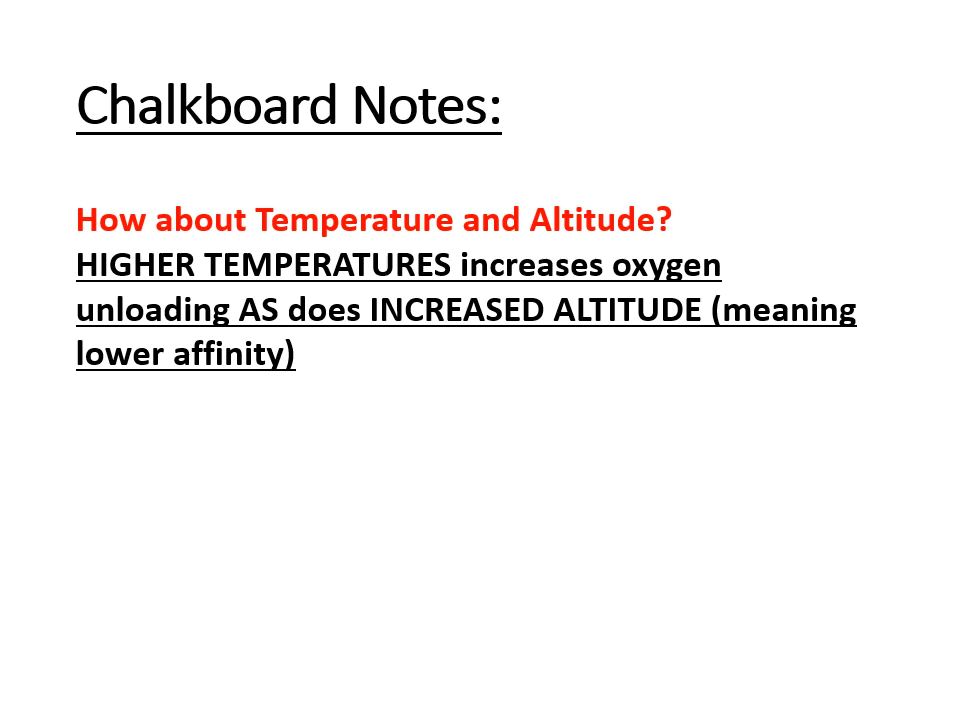 Chalkboard Notes:
How about Temperature and Altitude?
HIGHER TEMPERATURES increases oxygen
unloading AS does INCREASED ALTITUDE (meaning
lower affinity)